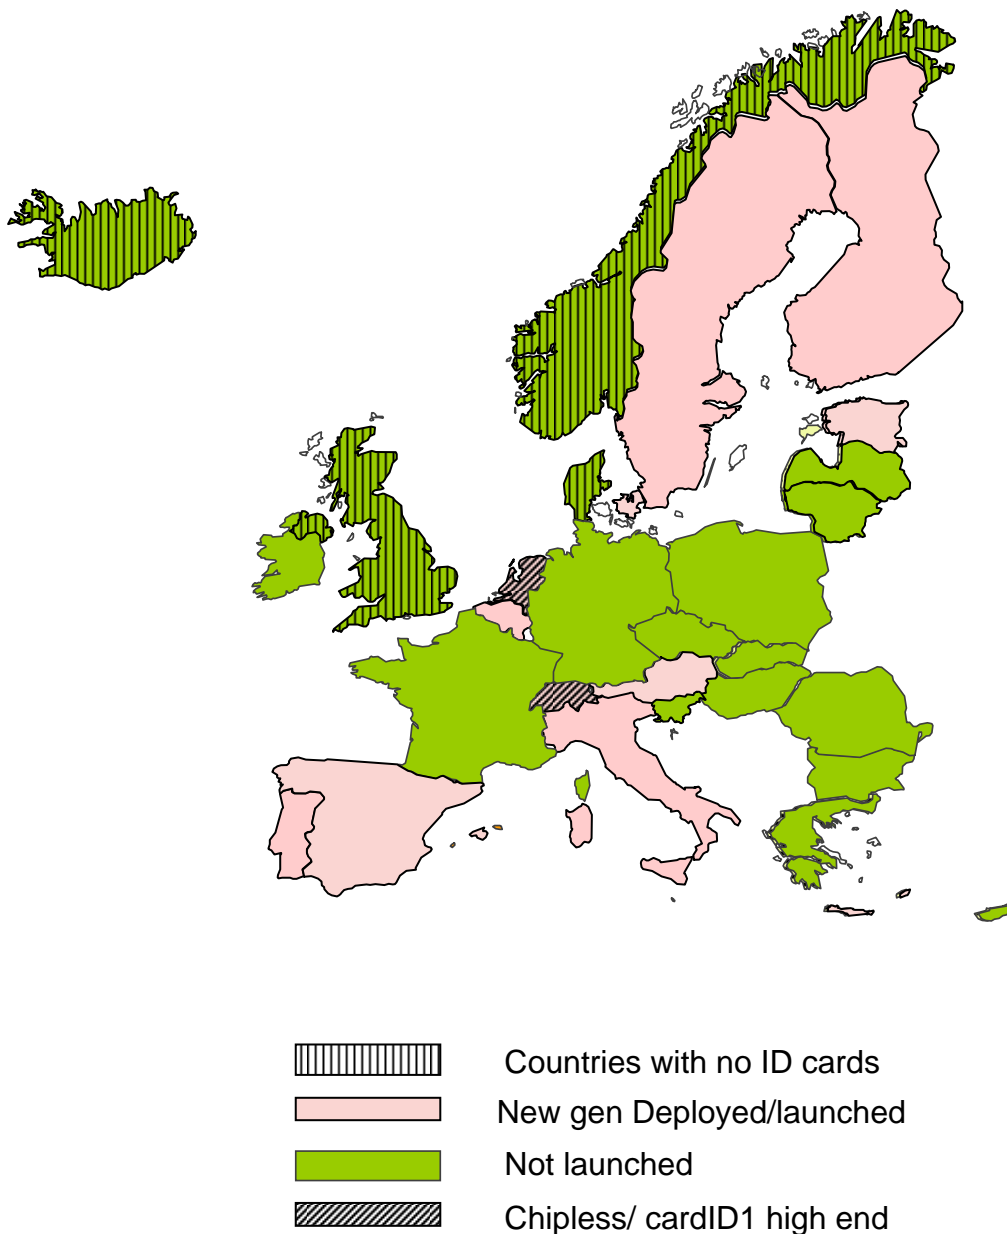 Countries with no ID cards
New gen Deployed/launched
Not launched
Chipless/ cardID1 high end